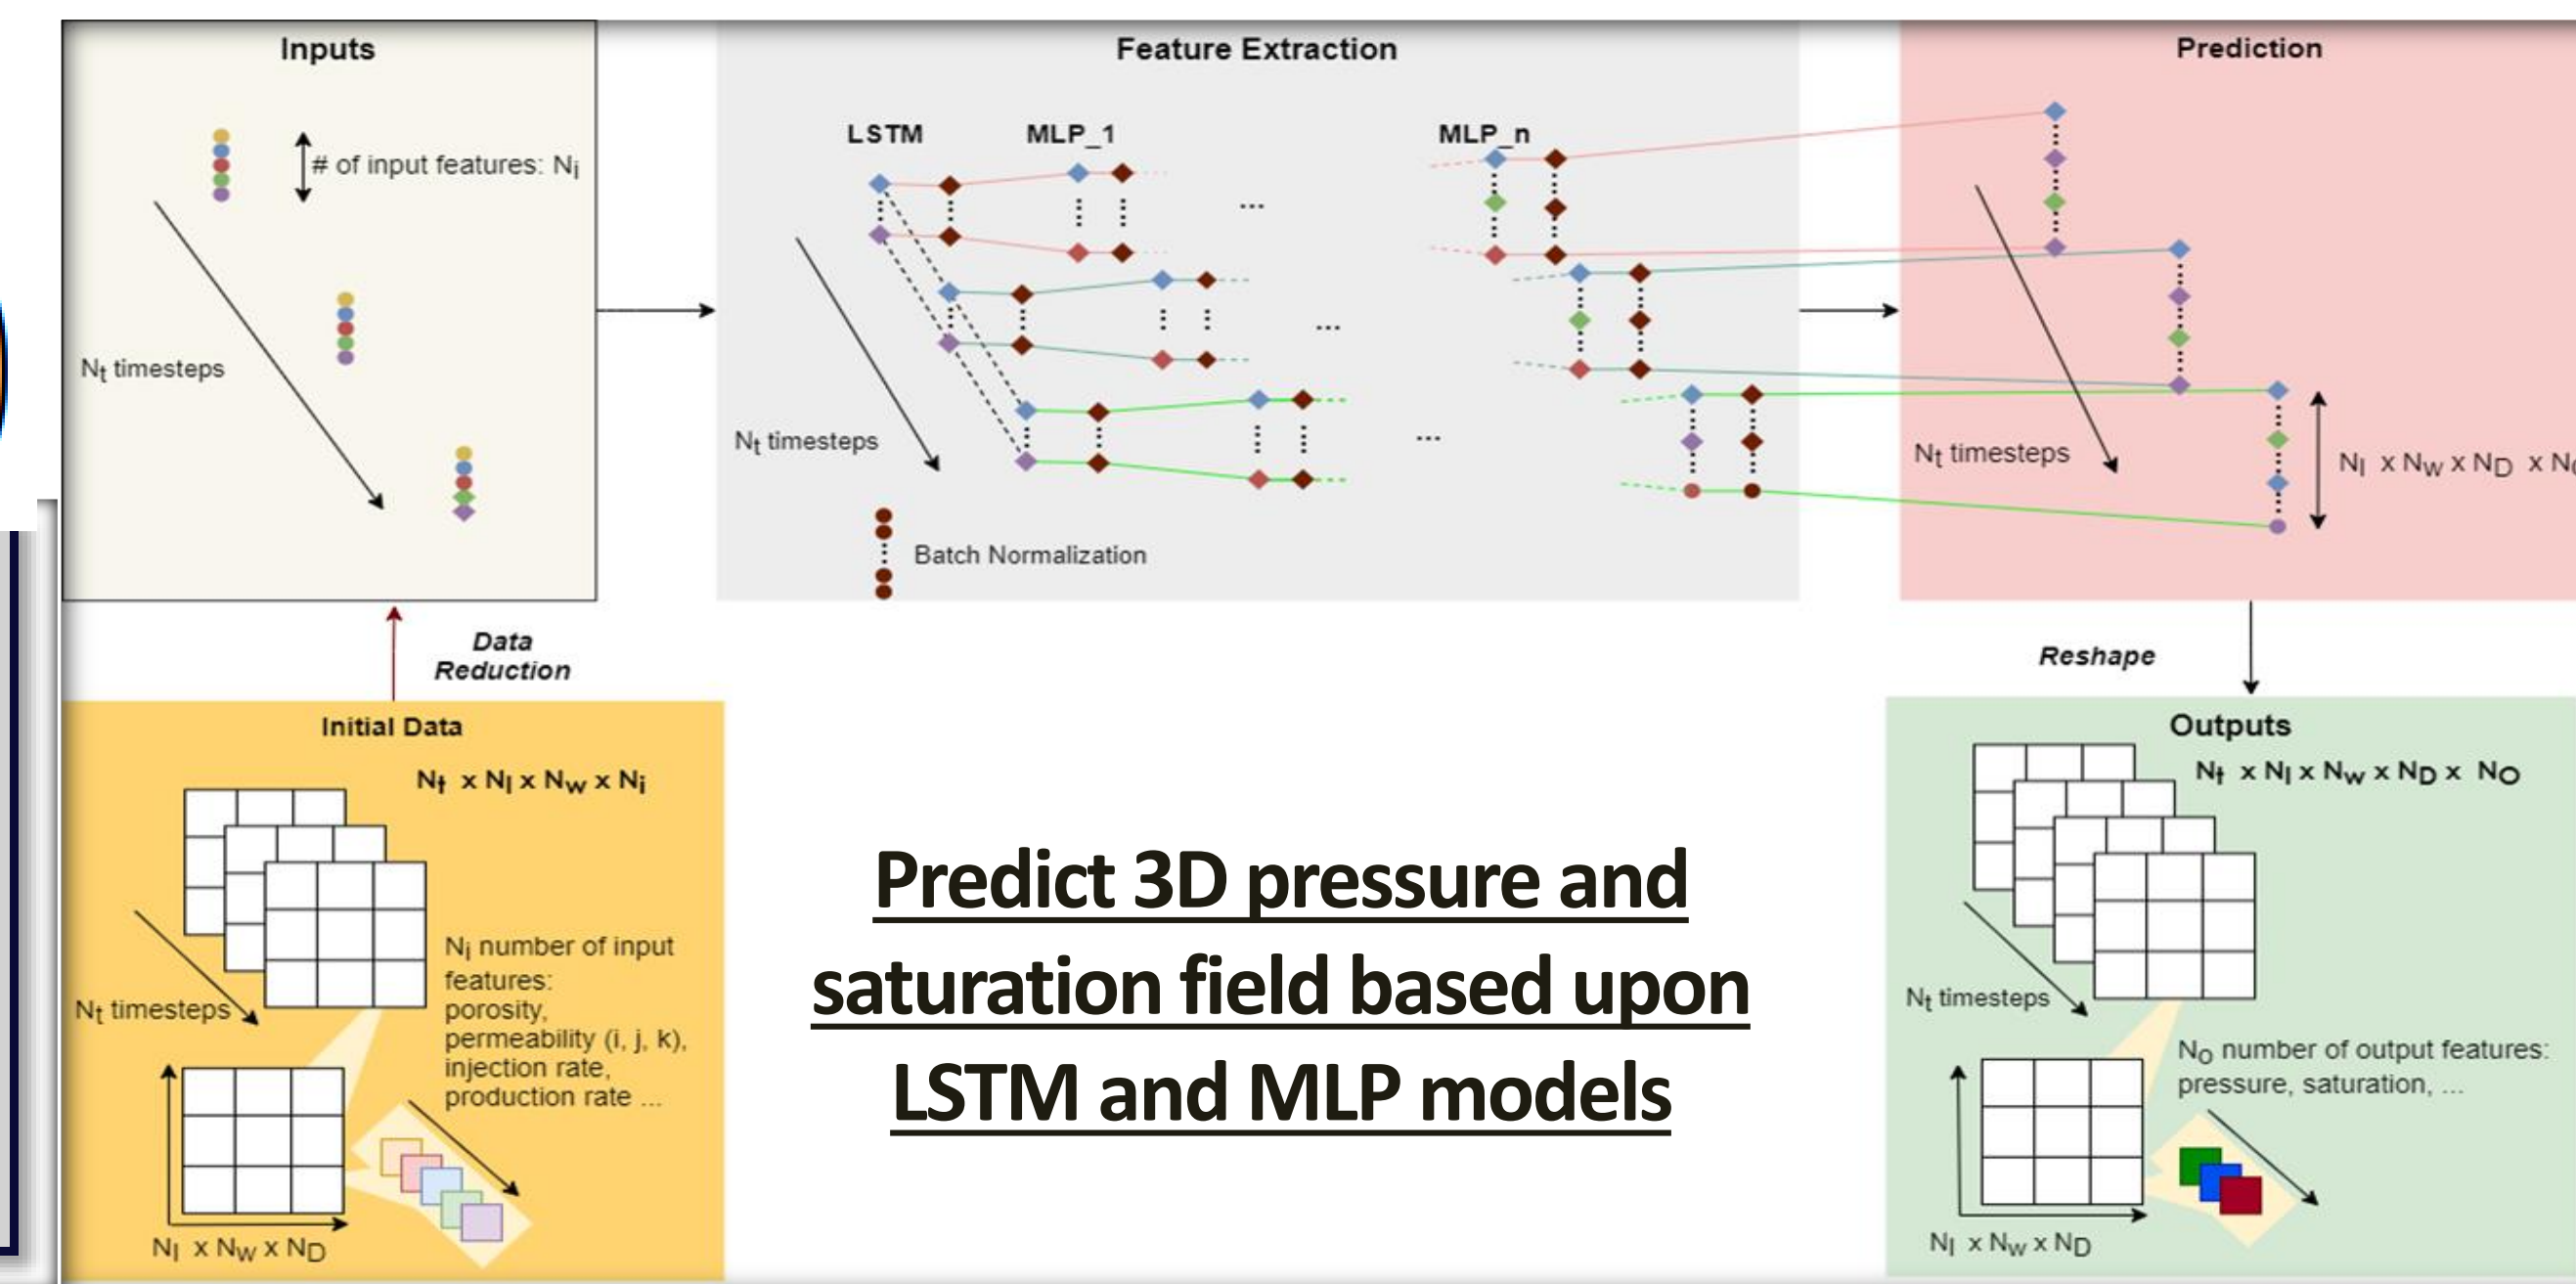 Inputs
# of input features: Ni
Nt timesteps
Feature Extraction
LSTM
MLP_1
MLP_n
...
...
...
Nt timesteps
Batch Normalization
Prediction
Nt timesteps
Nl x Nw x ND x N
Data
Reduction
Reshape
Initial Data
Nt x Nl x Nw x Ni
Ni number of input
features:
porosity,
permeability (i, j, k),
injection rate,
production rate ...
Nt timesteps
Nl x Nw x ND
Predict 3D pressure and
saturation field based upon
LSTM and MLP models
Outputs
Nt x Nl x Nw x ND x NO
Nt timesteps
NO number of output features:
pressure, saturation, ...
Nl x Nw x ND